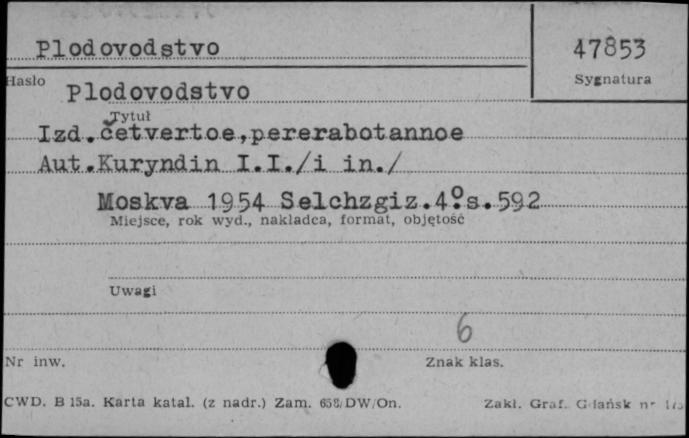 Plodovodstvo
47853
Hasło
Sygnatura
Plodovodstvo
Tytuł
Izd.četvertoe,pererabotannoe
Aut.Kuryndin I.I./i in./
Moskva 1954 Selchzgiz.4°.s.592
Miejsce, rok wyd., nakładca, format, objętość
Uwagi
6
Nr inw.
Znak klas.
CWD. B 15a. Karta katal. (z nadr.) Zam. 658/DW/On.
Zakł. Graf. Gdańsk nr